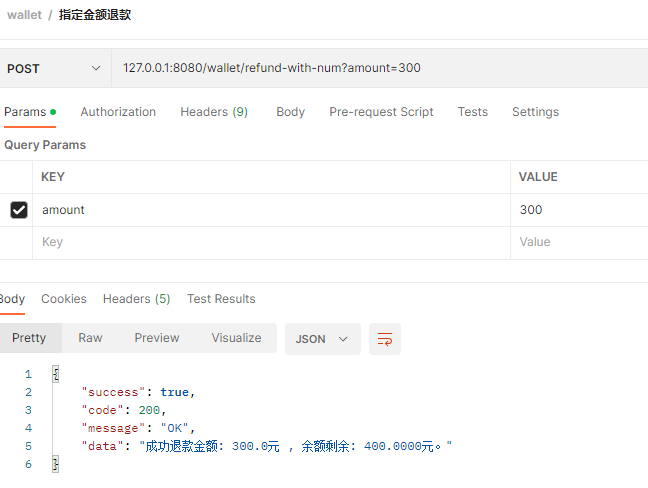 wallet / 指定金额退款
POST 127.0.0.1:8080/wallet/refund-with-num?amount=300
Params Authorization Headers (9) Body Pre-request Script Tests Settings
Query Params
KEY VALUE
amount 300
Key Value
Body Cookies Headers (5) Test Results
Pretty Raw Preview Visualize JSON
1 {
2 "success": true,
3 "code": 200,
4 "message": "OK",
5 "data": "成功退款金额: 300.0元 , 余额剩余: 400.0000元。"
6 }